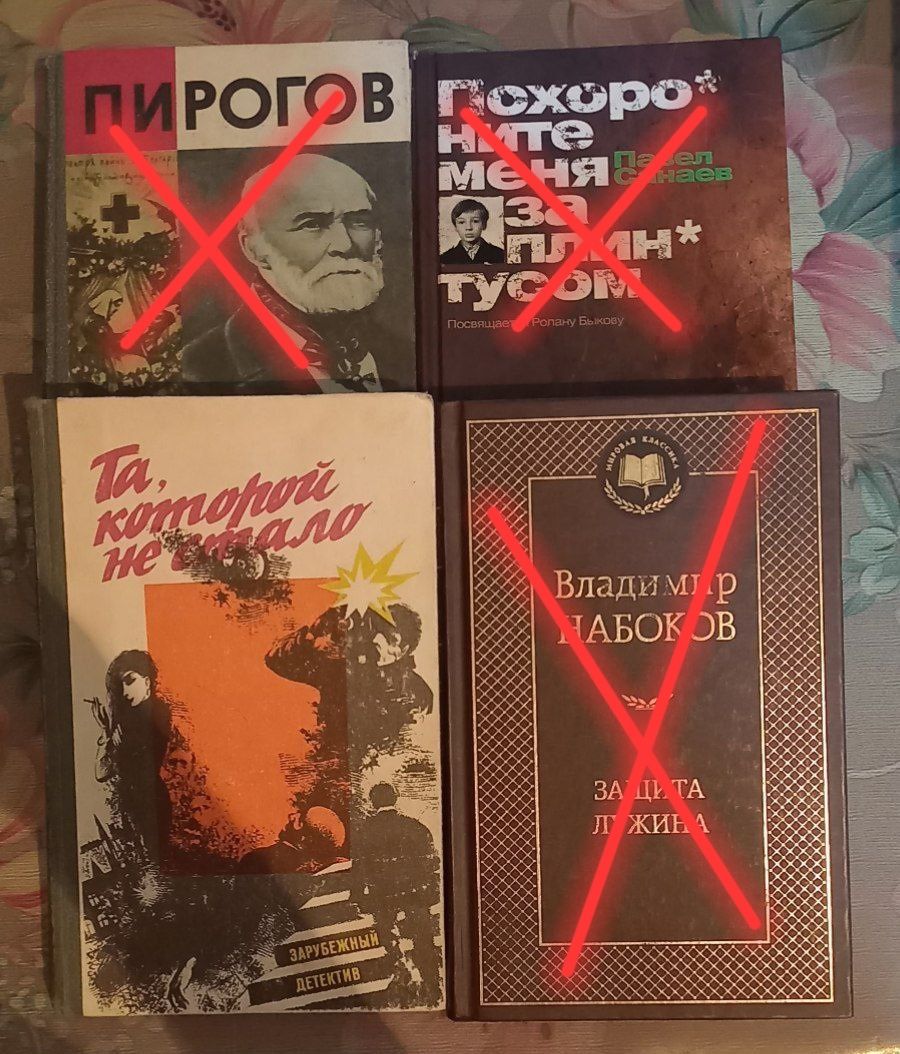 ПИРОГОВ
Похоро*
ните
меня
Павел
Санаев
за
плин*
тусом
Посвящается Ролану Быкову
Та,
которой
не стало
ЗАРУБЕЖНЫЙ
ДЕТЕКТИВ
МИРОВАЯ КЛАССИКА
Владимир
НАБОКОВ
ЗАЩИТА
ЛУЖИНА